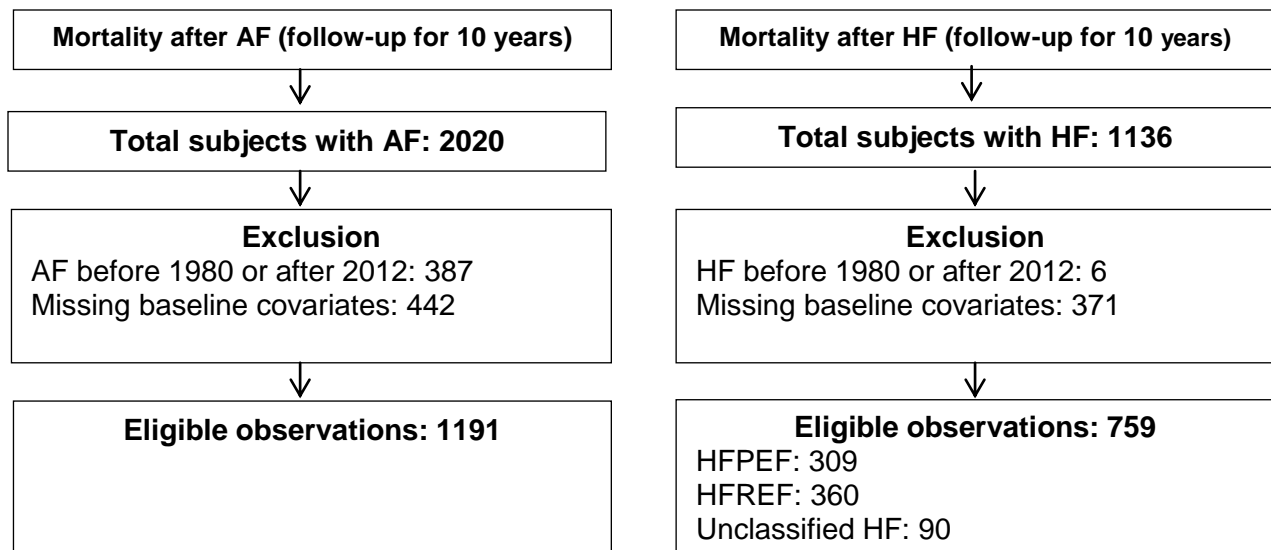 Mortality after AF (follow-up for 10 years)
Total subjects with AF: 2020
Exclusion
AF before 1980 or after 2012: 387
Missing baseline covariates: 442
Eligible observations: 1191
Mortality after HF (follow-up for 10 years)
Total subjects with HF: 1136
Exclusion
HF before 1980 or after 2012: 6
Missing baseline covariates: 371
Eligible observations: 759
HFPEF: 309
HFREF: 360
Unclassified HF: 90